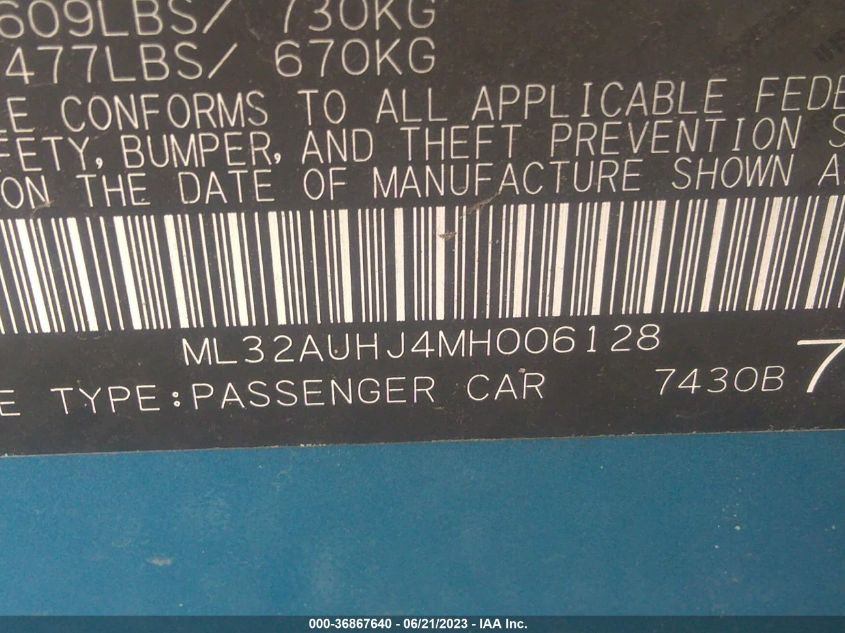 609LBS/ 730KG
477LBS/ 670KG
LE CONFORMS TO ALL APPLICABLE FEDE
FETY, BUMPER, AND THEFT PREVENTION S
ON THE DATE OF MANUFACTURE SHOWN A
ML32AUHJ4MH006128
E TYPE:PASSENGER CAR 7430B 7
000-36867640 - 06/21/2023 - IAA Inc.